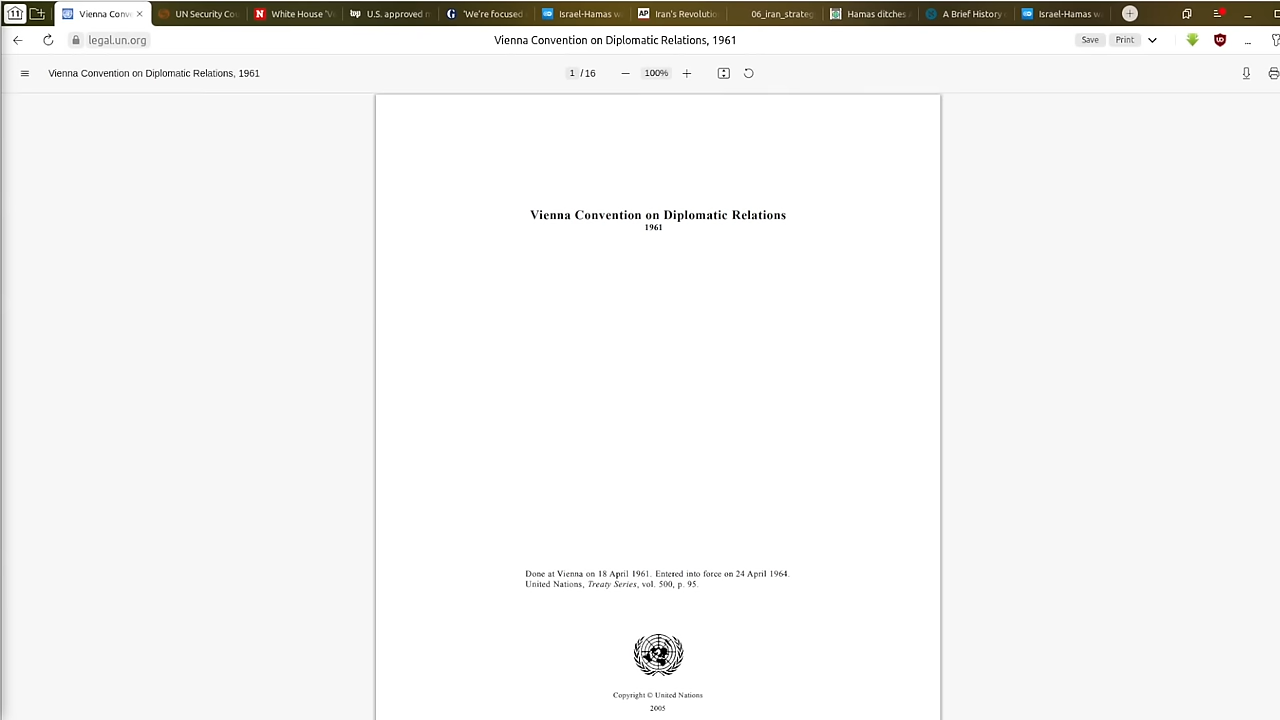 Vienna Conv
UN Security Co
White House 'V
U.S. approved
'We're focused
Israel-Hamas w
Iran's Revolutio
06_iran_strateg
Hamas ditches
A Brief History
Israel-Hamas w
legal.un.org
Vienna Convention on Diplomatic Relations, 1961
Save
Print
Vienna Convention on Diplomatic Relations, 1961
1 / 16
100%
Vienna Convention on Diplomatic Relations
1961
Done at Vienna on 18 April 1961. Entered into force on 24 April 1964.
United Nations, Treaty Series, vol. 500, p. 95.
Copyright © United Nations
2005